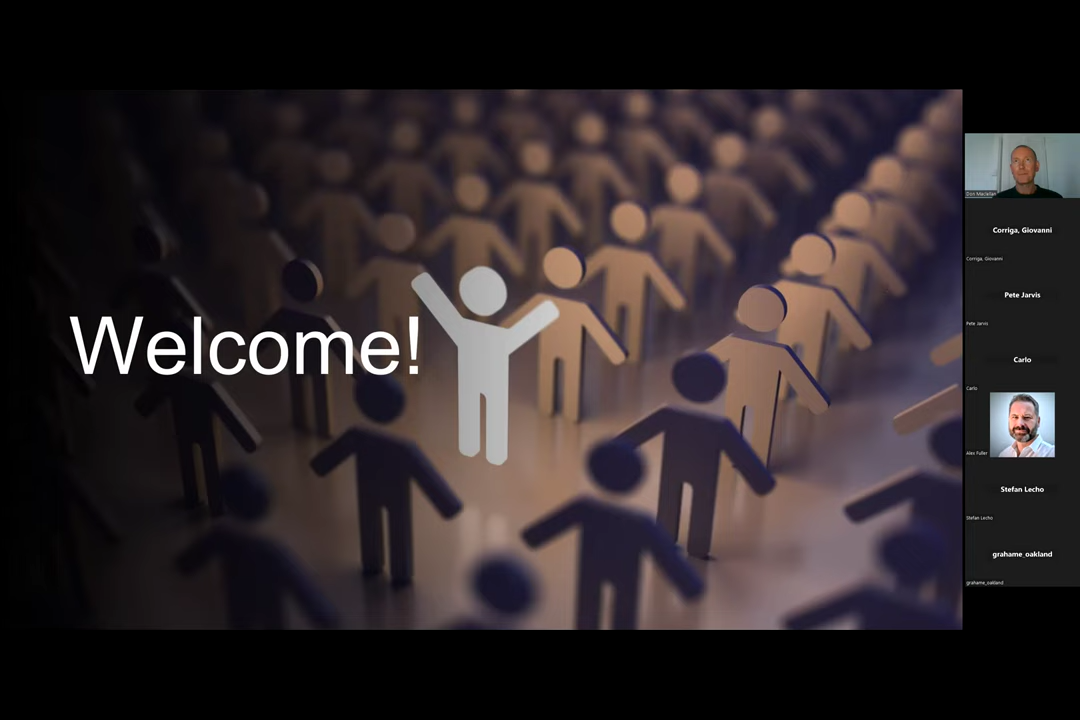 Welcome!
Corriga, Giovanni
Corriga, Giovanni
Pete Jarvis
Pete Jarvis
Carlo
Carlo
Alex Fuller
Stefan Lecho
Stefan Lecho
grahame_oakland
grahame_oakland